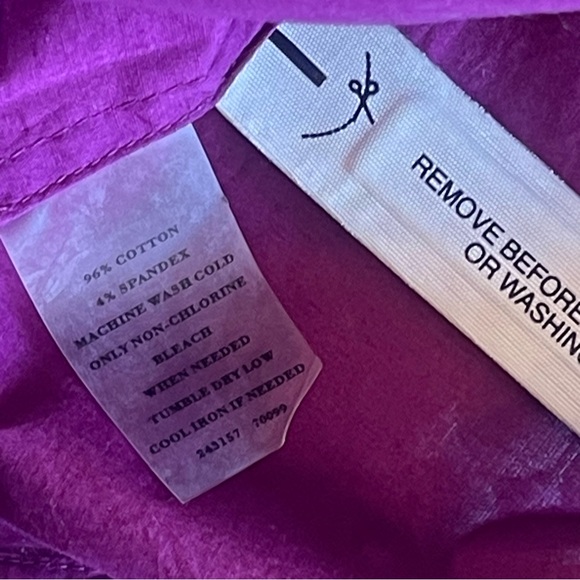 96% COTTON
4% SPANDEX
MACHINE WASH COLD
ONLY NON-CHLORINE
BLEACH
WHEN NEEDED
TUMBLE DRY LOW
COOL IRON IF NEEDED
243157 70099
REMOVE BEFORE
OR WASHING